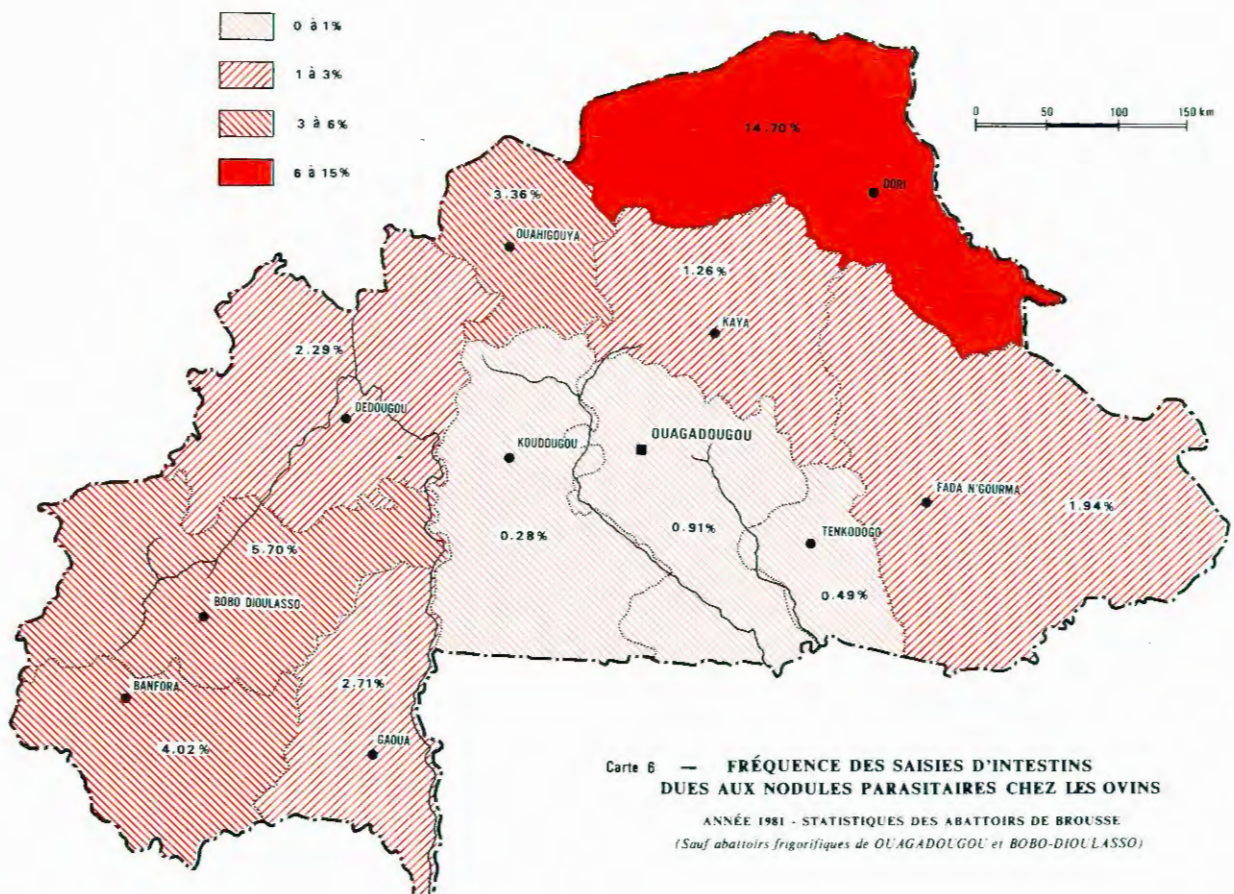 0 à 1%
1 à 3%
3 à 6%
6 à 15%
0 50 100 150 km
14.70%
DORI
3.36%
OUAHIGOUYA
1.26%
KAYA
2.29%
DEDOUGOU
KOUDOUGOU
OUAGADOUGOU
FADA N'GOURMA
1.94%
0.28%
0.91%
TENKODOGO
0.49%
5.70%
BOBO DIOULASSO
BANFORA
4.02%
2.71%
GAOUA
Carte 6 — FRÉQUENCE DES SAISIES D'INTESTINS
DUES AUX NODULES PARASITAIRES CHEZ LES OVINS
ANNÉE 1981 - STATISTIQUES DES ABATTOIRS DE BROUSSE
(Sauf abattoirs frigorifiques de OUAGADOUGOU et BOBO-DIOULASSO)